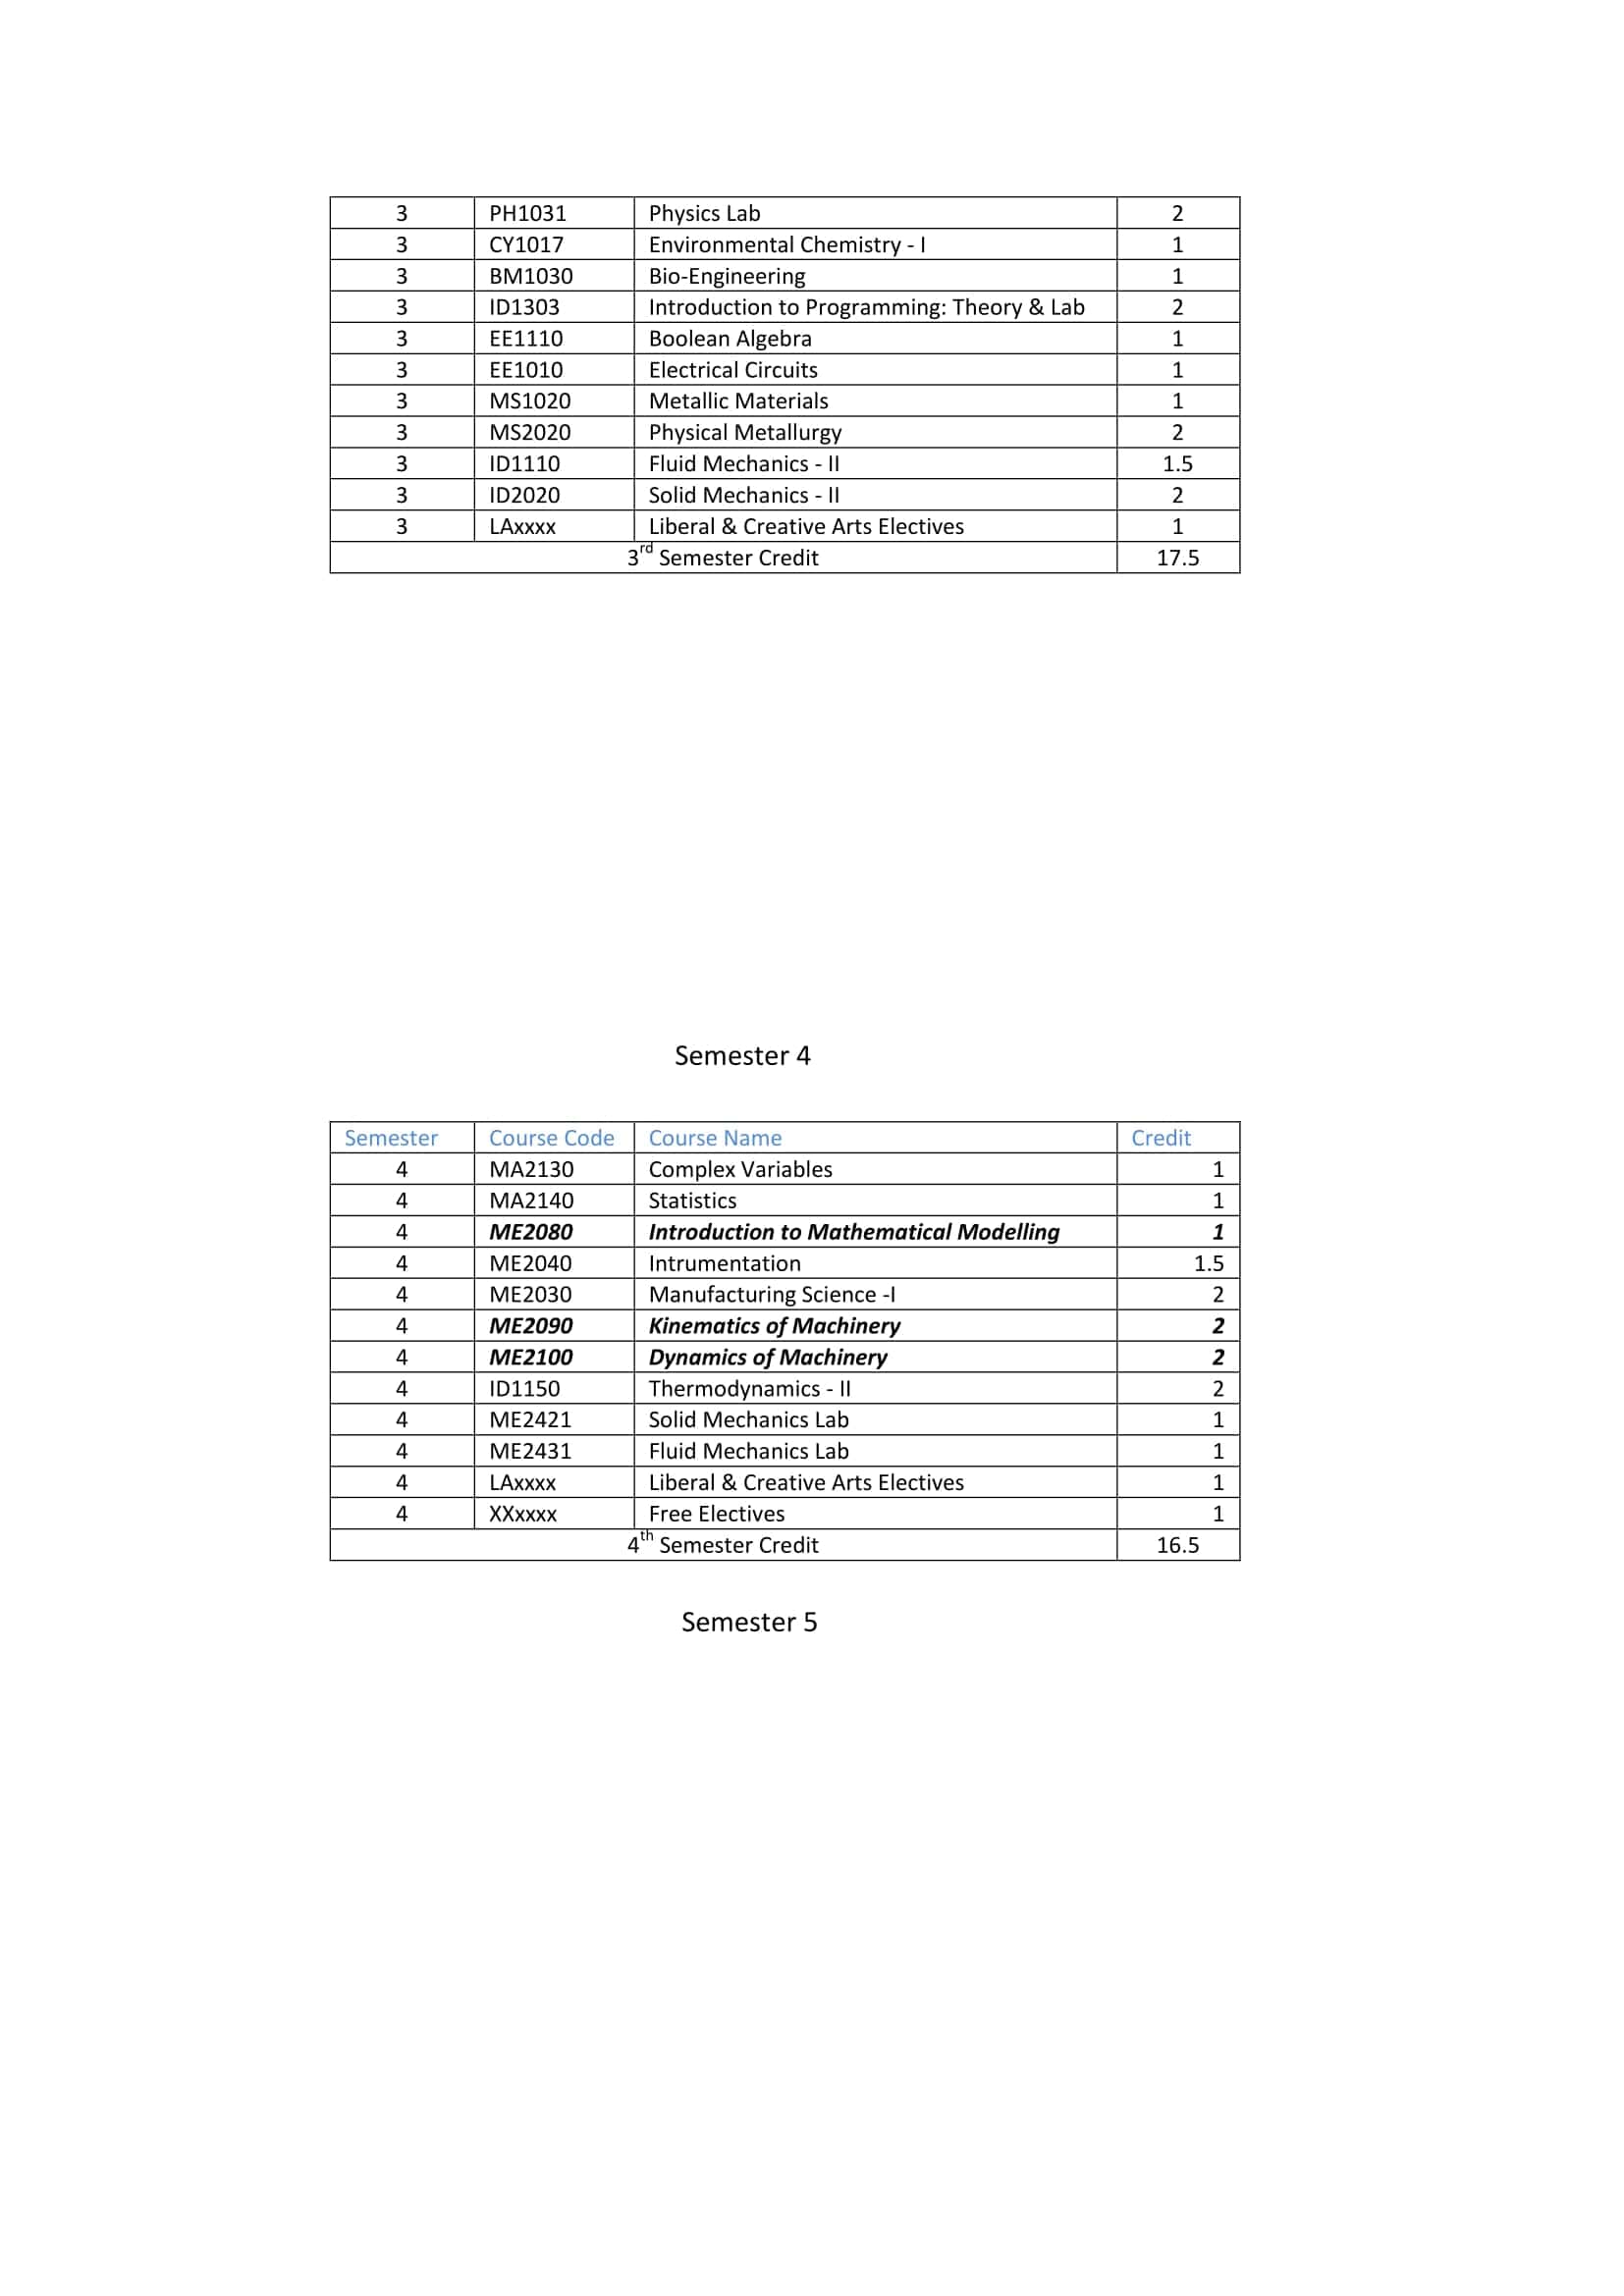 3 PH1031 Physics Lab 2
3 CY1017 Environmental Chemistry - I 1
3 BM1030 Bio-Engineering 1
3 ID1303 Introduction to Programming: Theory & Lab 2
3 EE1110 Boolean Algebra 1
3 EE1010 Electrical Circuits 1
3 MS1020 Metallic Materials 1
3 MS2020 Physical Metallurgy 2
3 ID1110 Fluid Mechanics - II 1.5
3 ID2020 Solid Mechanics - II 2
3 LAxxxx Liberal & Creative Arts Electives 1
3rd Semester Credit 17.5
Semester 4
Semester Course Code Course Name Credit
4 MA2130 Complex Variables 1
4 MA2140 Statistics 1
4 ME2080 Introduction to Mathematical Modelling 1
4 ME2040 Intrumentation 1.5
4 ME2030 Manufacturing Science -I 2
4 ME2090 Kinematics of Machinery 2
4 ME2100 Dynamics of Machinery 2
4 ID1150 Thermodynamics - II 2
4 ME2421 Solid Mechanics Lab 1
4 ME2431 Fluid Mechanics Lab 1
4 LAxxxx Liberal & Creative Arts Electives 1
4 XXxxxx Free Electives 1
4th Semester Credit 16.5
Semester 5